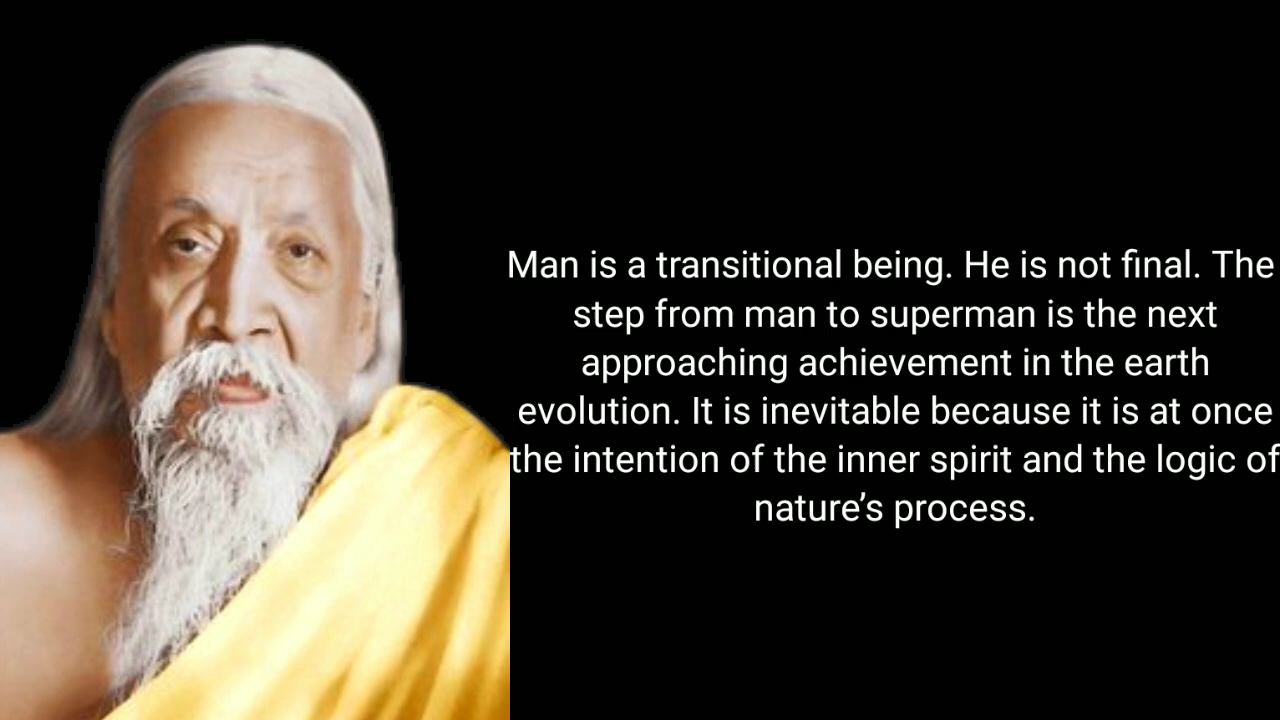 Man is a transitional being. He is not final. The
step from man to superman is the next
approaching achievement in the earth
evolution. It is inevitable because it is at once
the intention of the inner spirit and the logic of
nature’s process.